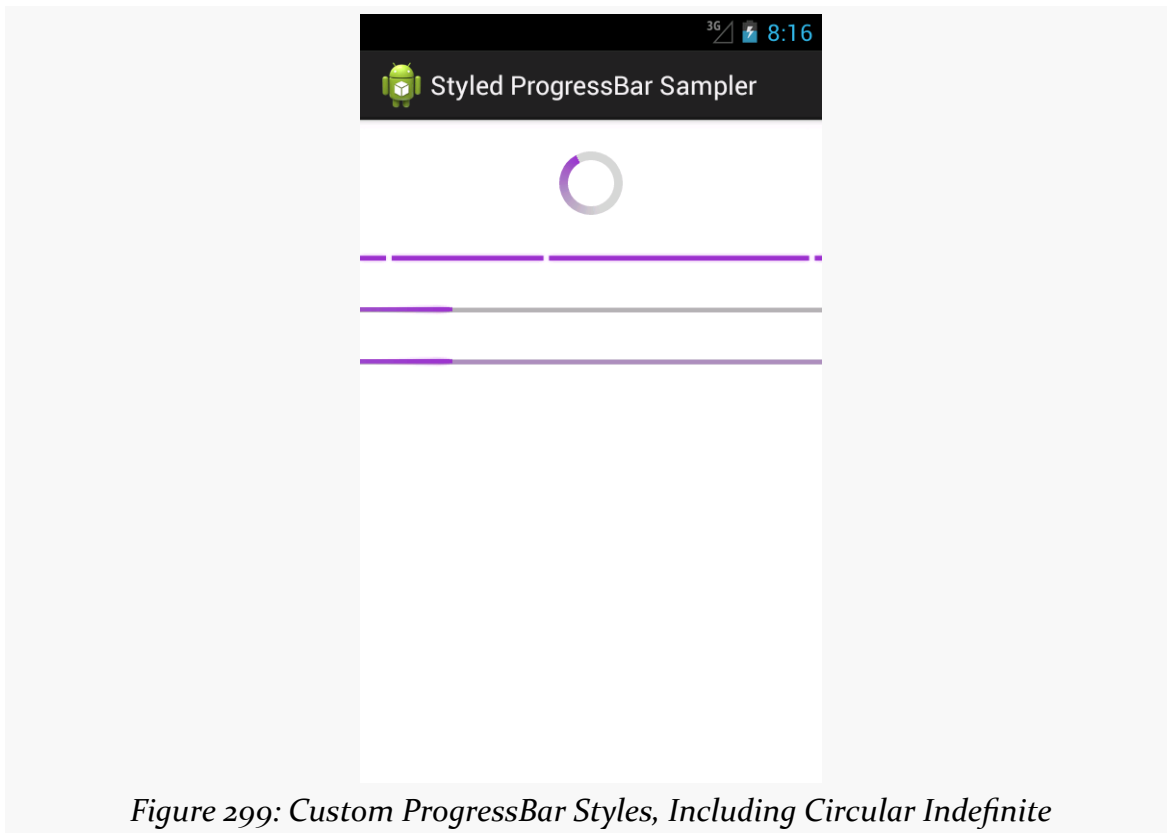 3G 8:16
Styled ProgressBar Sampler
Figure 299: Custom ProgressBar Styles, Including Circular Indefinite